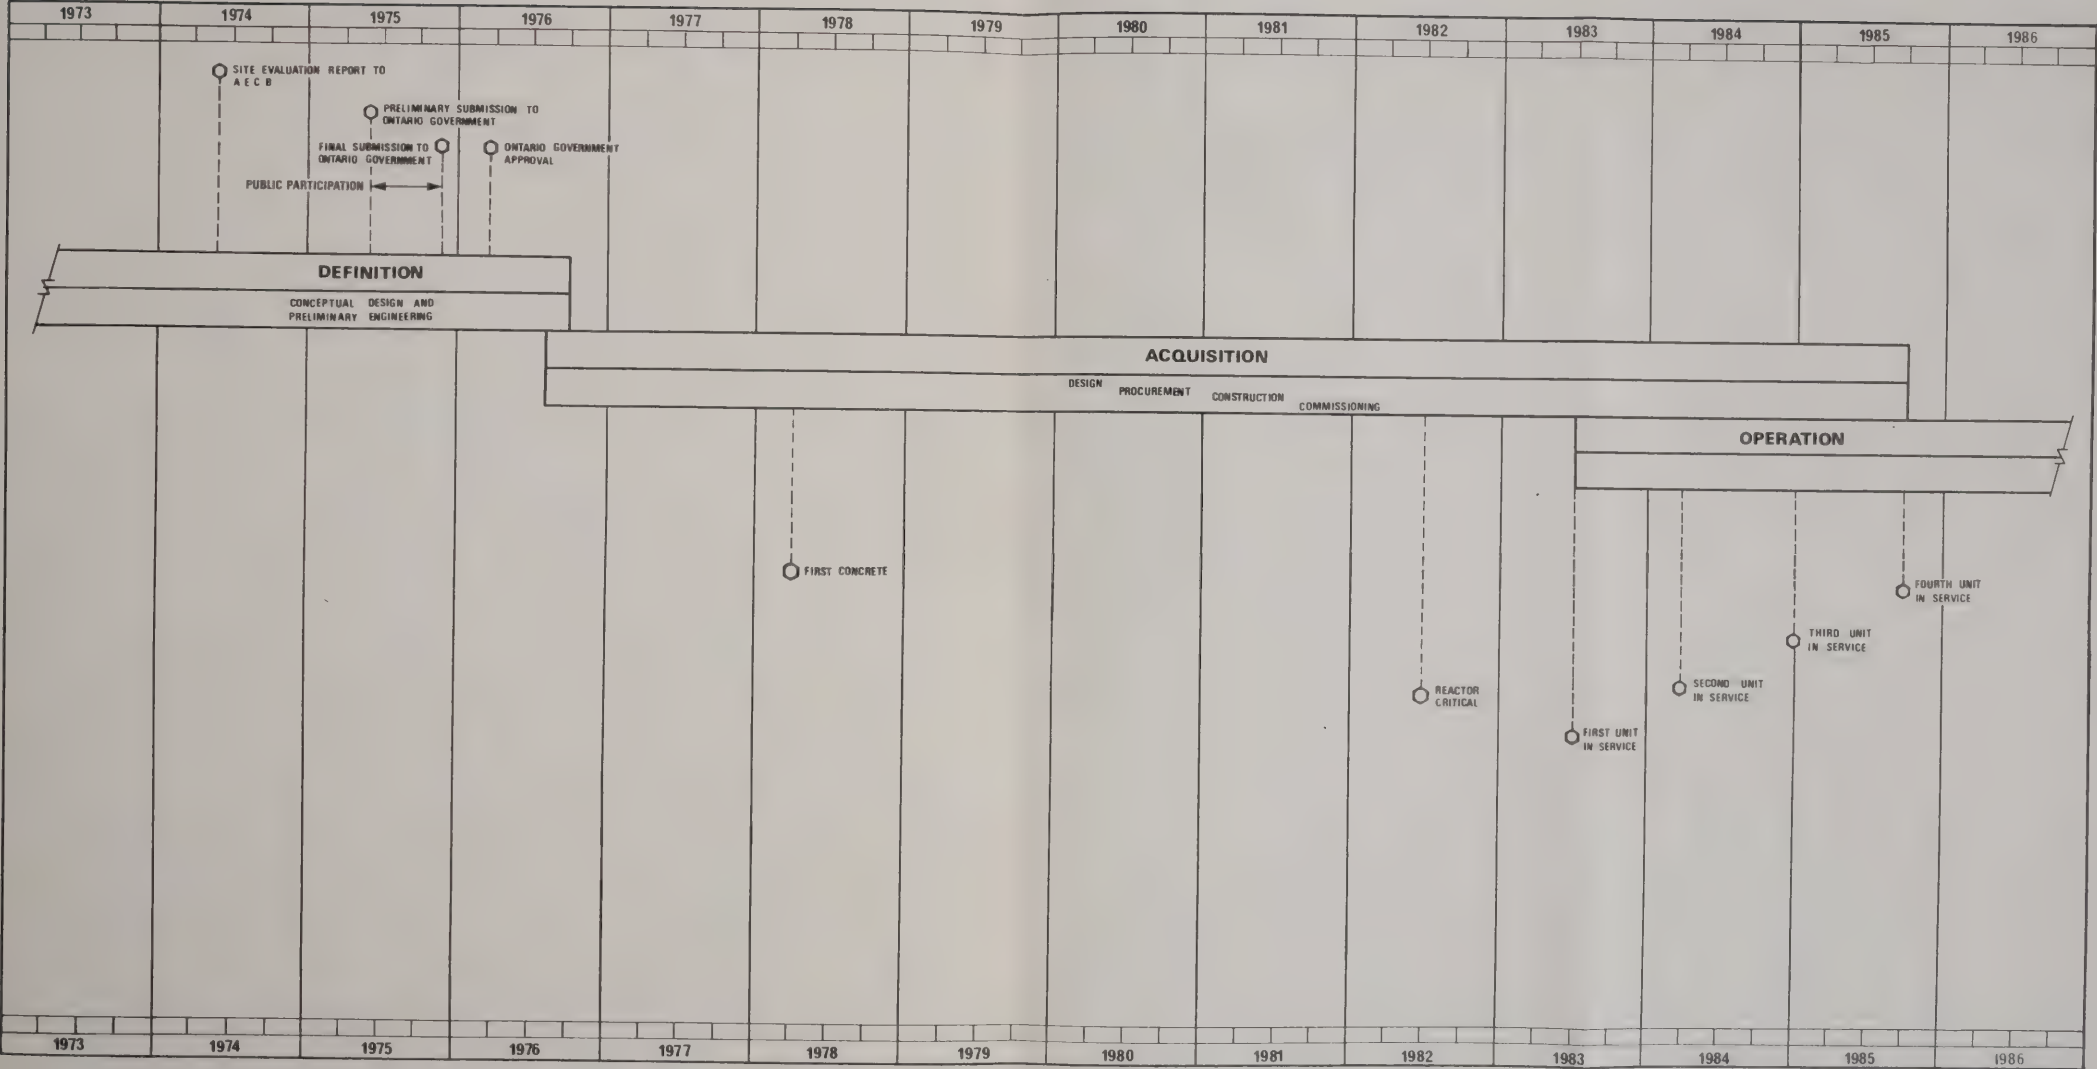 1973 1974 1975 1976 1977 1978 1979 1980 1981 1982 1983 1984 1985 1986
SITE EVALUATION REPORT TO
A E C B
PRELIMINARY SUBMISSION TO
ONTARIO GOVERNMENT
FINAL SUBMISSION TO
ONTARIO GOVERNMENT
ONTARIO GOVERNMENT
APPROVAL
PUBLIC PARTICIPATION
DEFINITION
CONCEPTUAL DESIGN AND
PRELIMINARY ENGINEERING
ACQUISITION
DESIGN PROCUREMENT CONSTRUCTION COMMISSIONING
OPERATION
FIRST CONCRETE
FOURTH UNIT
IN SERVICE
THIRD UNIT
IN SERVICE
REACTOR
CRITICAL
SECOND UNIT
IN SERVICE
FIRST UNIT
IN SERVICE
1973 1974 1975 1976 1977 1978 1979 1980 1981 1982 1983 1984 1985 1986